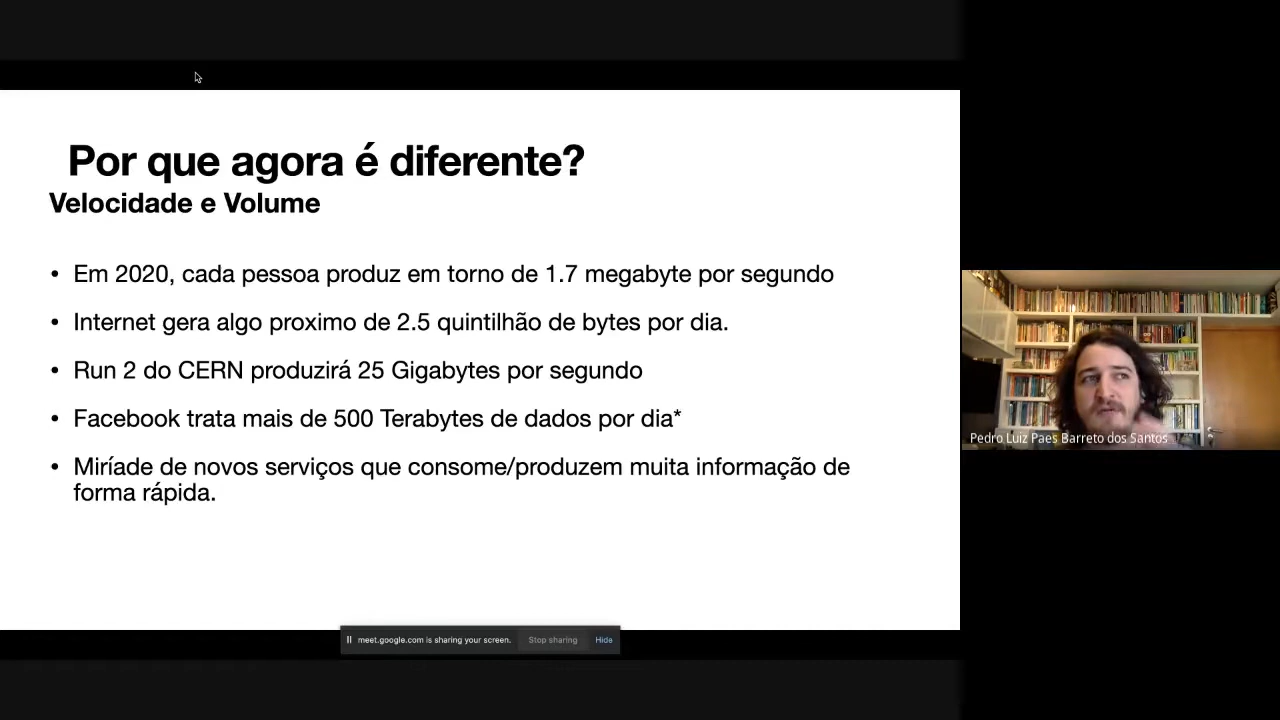 Por que agora é diferente?
Velocidade e Volume
• Em 2020, cada pessoa produz em torno de 1.7 megabyte por segundo
• Internet gera algo proximo de 2.5 quintilhão de bytes por dia.
• Run 2 do CERN produzirá 25 Gigabytes por segundo
• Facebook trata mais de 500 Terabytes de dados por dia*
• Miríade de novos serviços que consome/produzem muita informação de
forma rápida.
Pedro Luiz Paes Barreto dos Santos
meet.google.com is sharing your screen. Stop sharing Hide